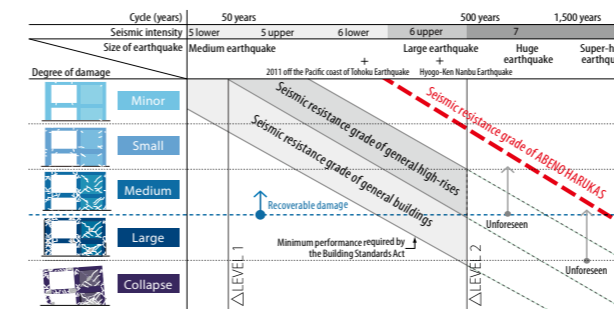 Cycle (years) 50 years 500 years 1,500 years
Seismic intensity 5 lower 5 upper 6 lower 6 upper 7
Size of earthquake Medium earthquake Large earthquake Huge earthquake
+ +
2011 off the Pacific coast of Tohoku Earthquake Hyogo-Ken Nanbu Earthquake
Degree of damage
Minor
Small
Medium
Large
Collapse
Seismic resistance grade of general high-rises
Seismic resistance grade of general buildings
Seismic resistance grade of ABENO HARUKAS
Recoverable damage
Unforeseen
Minimum performance required by
the Building Standards Act
Unforeseen
△LEVEL 1
△LEVEL 2